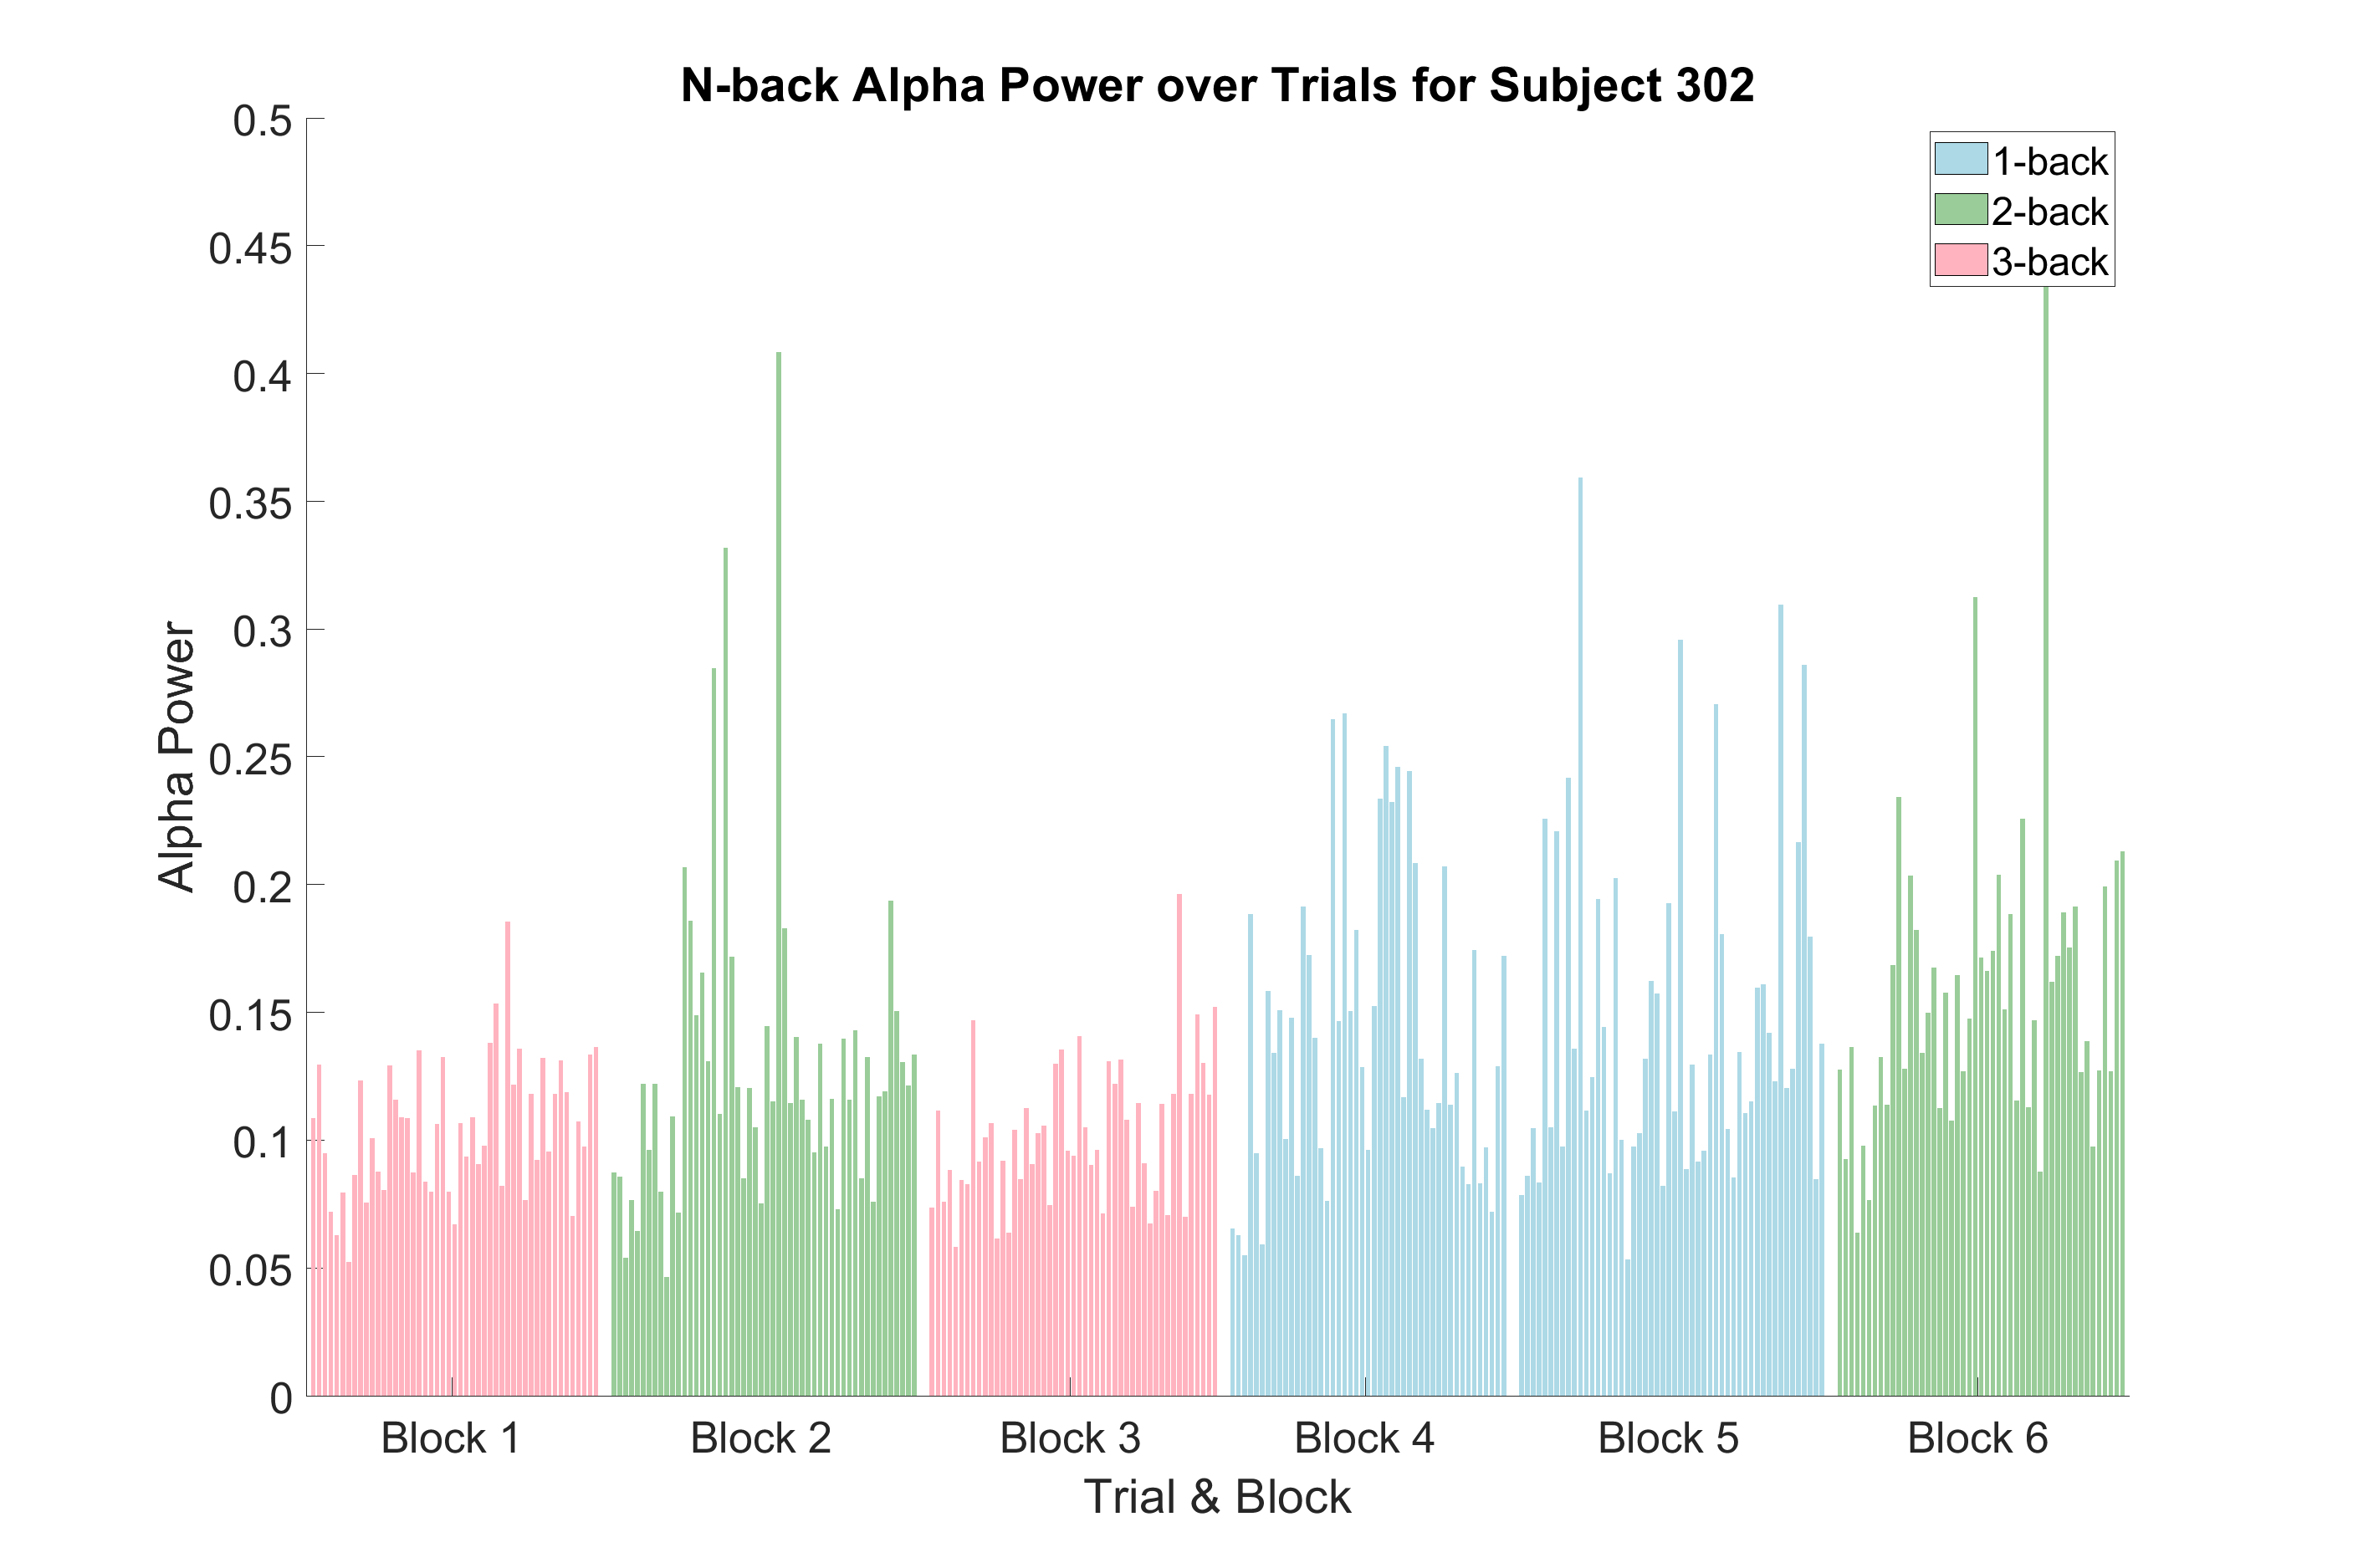 N-back Alpha Power over Trials for Subject 302
0.5
0.45
0.4
0.35
0.3
0.25
0.2
0.15
0.1
0.05
0
Alpha Power
1-back
2-back
3-back
Block 1 Block 2 Block 3 Block 4 Block 5 Block 6
Trial & Block